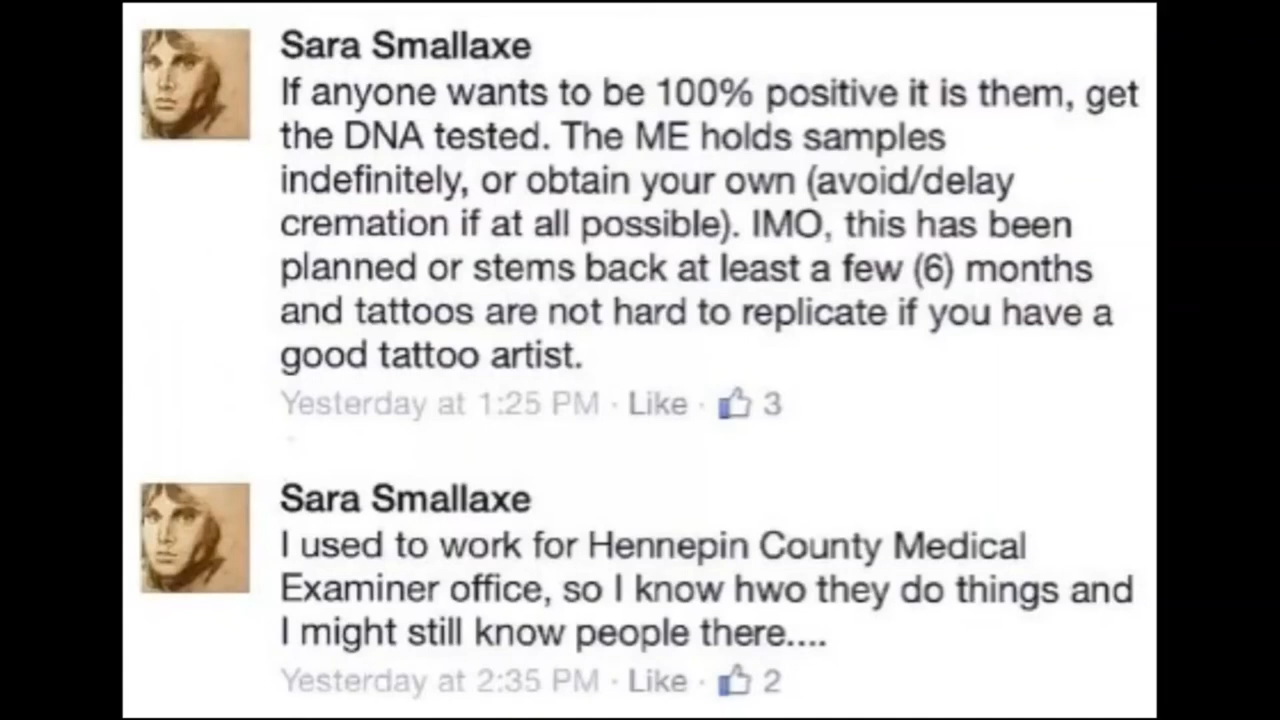 Sara Smallaxe
If anyone wants to be 100% positive it is them, get
the DNA tested. The ME holds samples
indefinitely, or obtain your own (avoid/delay
cremation if at all possible). IMO, this has been
planned or stems back at least a few (6) months
and tattoos are not hard to replicate if you have a
good tattoo artist.
Yesterday at 1:25 PM · Like · 3
Sara Smallaxe
I used to work for Hennepin County Medical
Examiner office, so I know hwo they do things and
I might still know people there....
Yesterday at 2:35 PM · Like · 2